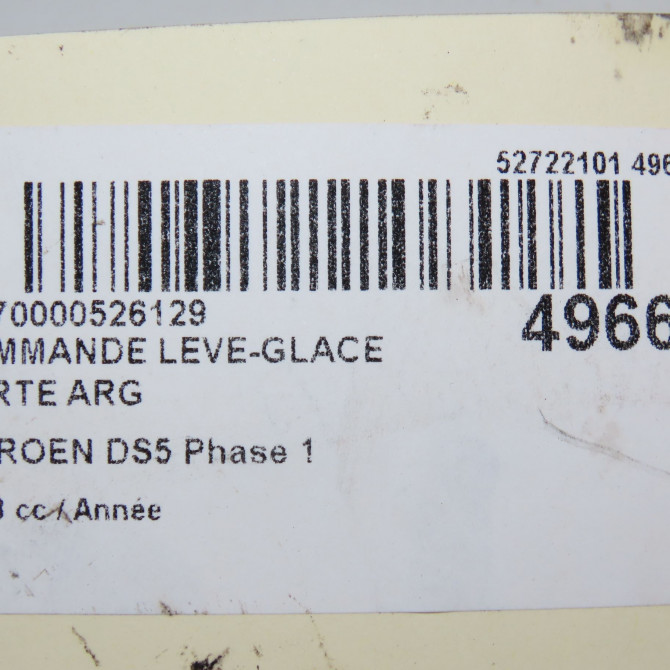 52722101 496
70000526129
4966
MMANDE LEVE-GLACE
RTE ARG
ROEN DS5 Phase 1
cc / Année